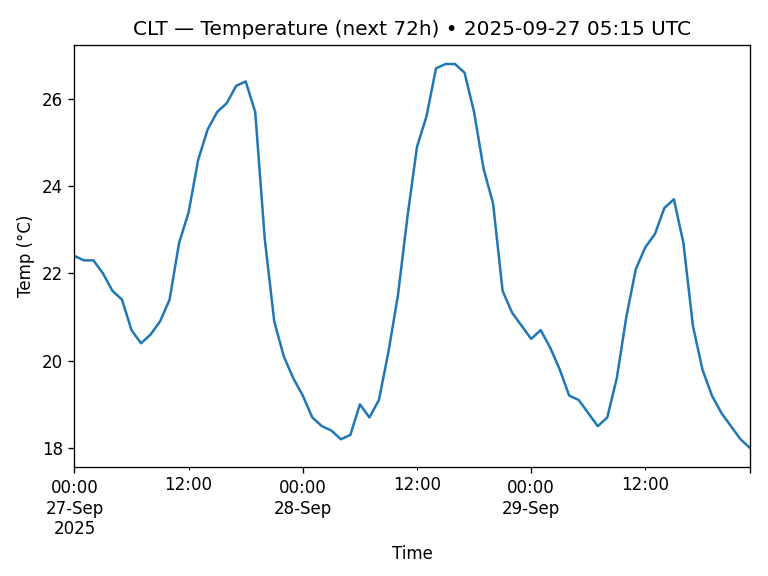 CLT — Temperature (next 72h) • 2025-09-27 05:15 UTC
26
24
22
20
18
Temp (°C)
00:00 12:00 00:00 12:00 00:00 12:00
27-Sep 28-Sep 29-Sep
2025
Time